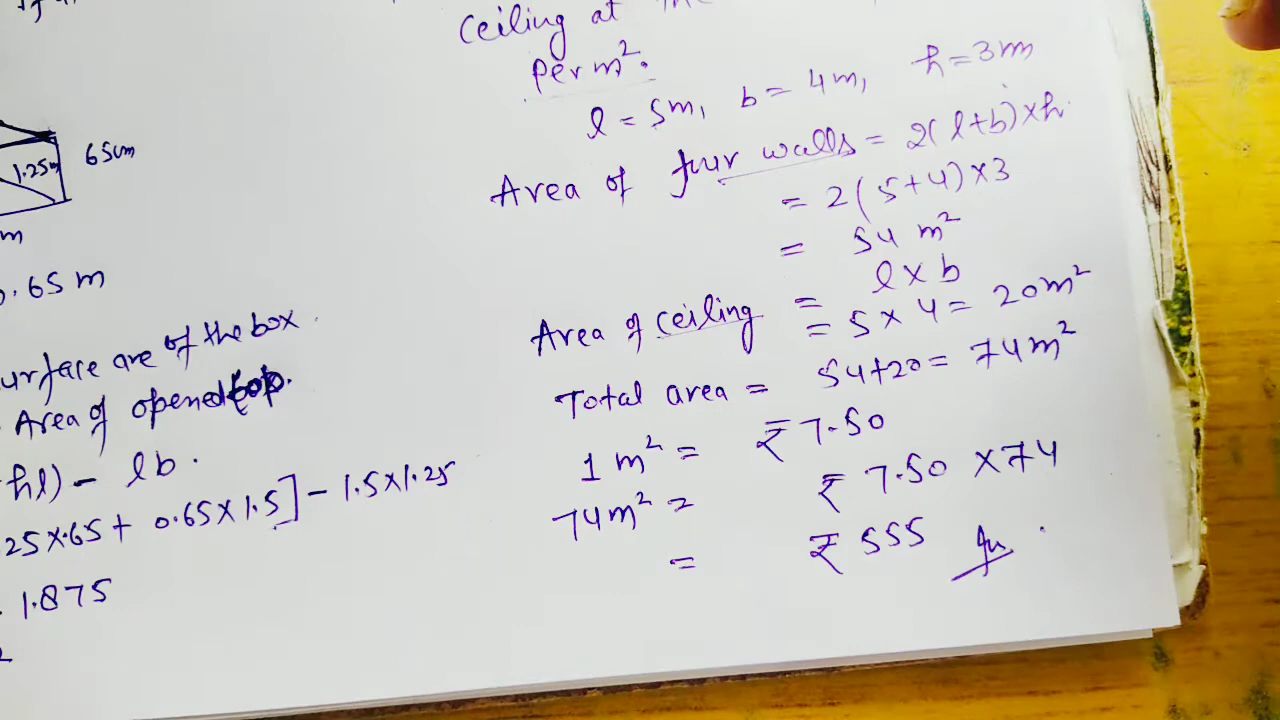 1.25m
65cm
m
0.65 m
urface are of the box
Area of opened top.
hl) - lb.
25×.65 + 0.65×1.5] - 1.5×1.25
1.875
ceiling at
Per m².
l = 5m, b = 4m, h = 3m
Area of four walls = 2(l+b)×h
= 2(5+4)×3
= 54 m²
Area of ceiling = l×b
= 5×4 = 20m²
Total area = 54+20 = 74m²
1 m² = ₹7.50
74m² = ₹ 7.50 ×74
= ₹ 555